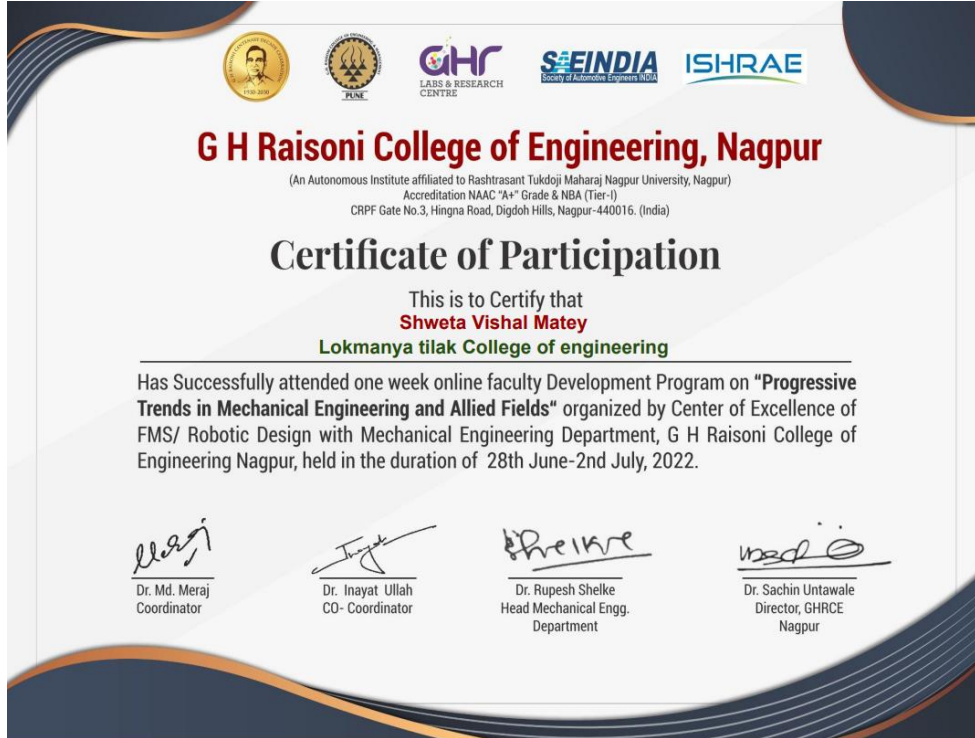 1930-2030
PUNE
GHR
LABS & RESEARCH
CENTRE
SAEINDIA
Society of Automotive Engineers INDIA
ISHRAE
G H Raisoni College of Engineering, Nagpur
(An Autonomous Institute affiliated to Rashtrasant Tukdoji Maharaj Nagpur University, Nagpur)
Accreditation NAAC "A+" Grade & NBA (Tier-I)
CRPF Gate No.3, Hingna Road, Digdoh Hills, Nagpur-440016. (India)
Certificate of Participation
This is to Certify that
Shweta Vishal Matey
Lokmanya tilak College of engineering
Has Successfully attended one week online faculty Development Program on “Progressive
Trends in Mechanical Engineering and Allied Fields“ organized by Center of Excellence of
FMS/ Robotic Design with Mechanical Engineering Department, G H Raisoni College of
Engineering Nagpur, held in the duration of 28th June-2nd July, 2022.
Dr. Md. Meraj
Coordinator
Dr. Inayat Ullah
CO- Coordinator
Dr. Rupesh Shelke
Head Mechanical Engg.
Department
Dr. Sachin Untawale
Director, GHRCE
Nagpur